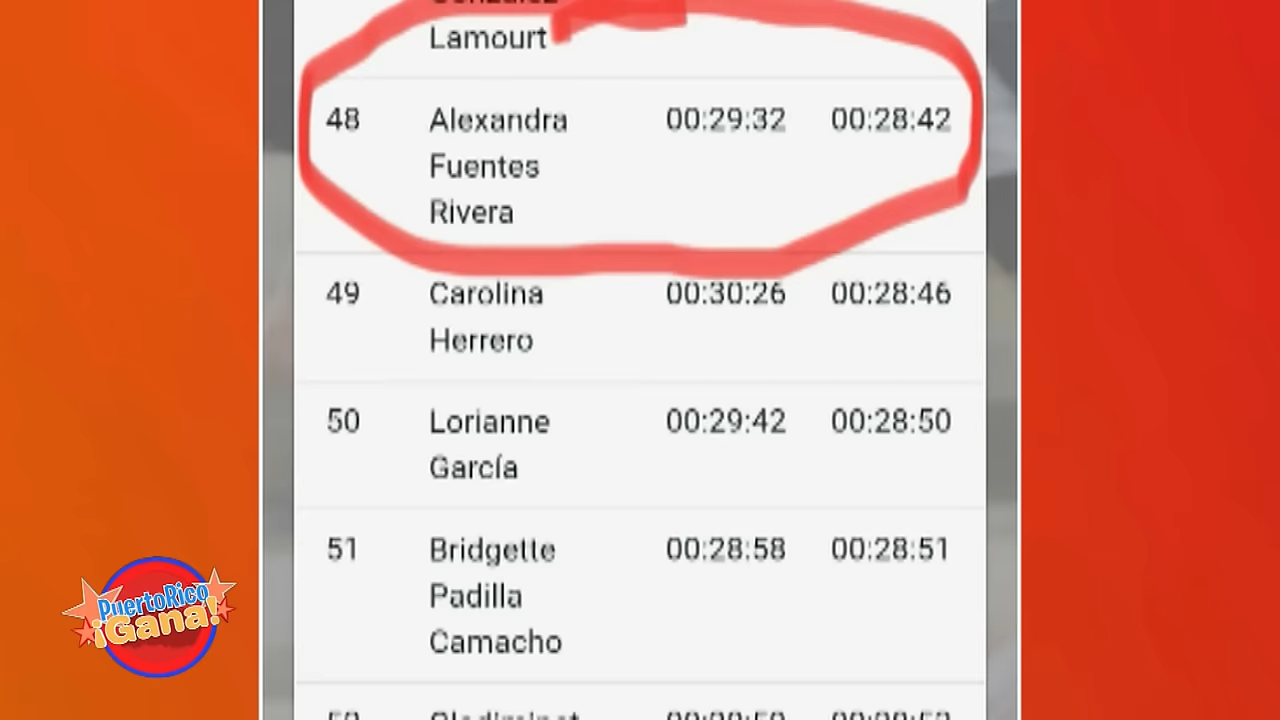 Lamourt
48 Alexandra 00:29:32 00:28:42
Fuentes
Rivera
49 Carolina 00:30:26 00:28:46
Herrero
50 Lorianne 00:29:42 00:28:50
García
51 Bridgette 00:28:58 00:28:51
Padilla
Camacho
PuertoRico
¡Gana!